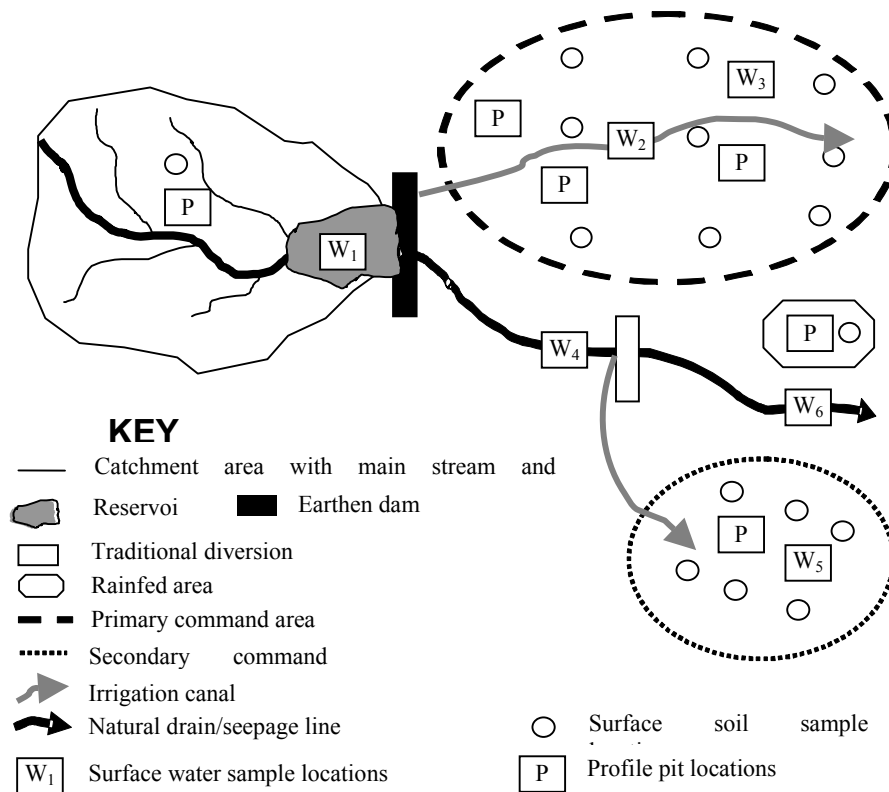 W3
P
W2
P
P
P
W1
P
W4
W6
KEY
Catchment area with main stream and
Reservoi
Earthen dam
P
Traditional diversion
W5
Rainfed area
Primary command area
Secondary command
Irrigation canal
Natural drain/seepage line
Surface soil sample
W1 Surface water sample locations
P Profile pit locations